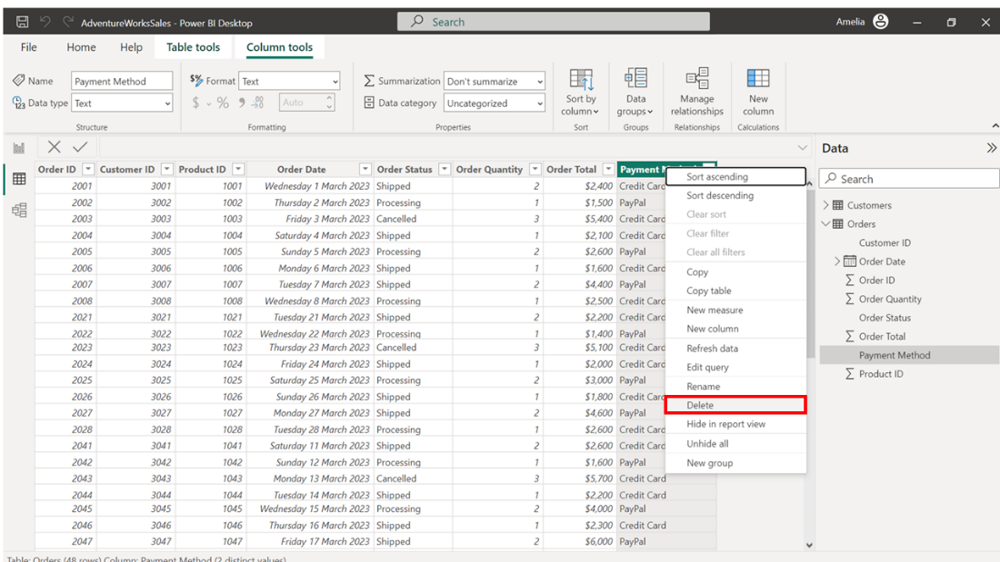 AdventureWorksSales - Power BI Desktop Search Amelia
File Home Help Table tools Column tools
Name Payment Method $% Format Text Summarization Don't summarize Sort by column Data groups Manage relationships New column
123 Data type Text $ % 9 .00 Auto Data category Uncategorized
Structure Formatting Properties Sort Groups Relationships Calculations
Data
Search
Customers
Orders
Customer ID
Order Date
Order ID
Order Quantity
Order Status
Order Total
Payment Method
Product ID
Order ID Customer ID Product ID Order Date Order Status Order Quantity Order Total Payment
2001 3001 1001 Wednesday 1 March 2023 Shipped 2 $2,400 Credit Card
2002 3002 1002 Thursday 2 March 2023 Processing 1 $1,500 PayPal
2003 3003 1003 Friday 3 March 2023 Cancelled 3 $5,400 Credit Card
2004 3004 1004 Saturday 4 March 2023 Shipped 1 $2,100 Credit Card
2005 3005 1005 Sunday 5 March 2023 Processing 2 $2,600 PayPal
2006 3006 1006 Monday 6 March 2023 Shipped 1 $1,600 Credit Card
2007 3007 1007 Tuesday 7 March 2023 Shipped 2 $4,400 PayPal
2008 3008 1008 Wednesday 8 March 2023 Processing 1 $2,500 Credit Card
2021 3021 1021 Tuesday 21 March 2023 Shipped 2 $2,200 Credit Card
2022 3022 1022 Wednesday 22 March 2023 Processing 1 $1,400 PayPal
2023 3023 1023 Thursday 23 March 2023 Cancelled 3 $5,100 Credit Card
2024 3024 1024 Friday 24 March 2023 Shipped 1 $2,000 Credit Card
2025 3025 1025 Saturday 25 March 2023 Processing 2 $3,000 PayPal
2026 3026 1026 Sunday 26 March 2023 Shipped 1 $1,800 Credit Card
2027 3027 1027 Monday 27 March 2023 Shipped 2 $4,600 PayPal
2028 3028 1028 Tuesday 28 March 2023 Processing 1 $2,600 Credit Card
2041 3041 1041 Saturday 11 March 2023 Shipped 2 $2,600 Credit Card
2042 3042 1042 Sunday 12 March 2023 Processing 1 $1,600 PayPal
2043 3043 1043 Monday 13 March 2023 Cancelled 3 $5,700 Credit Card
2044 3044 1044 Tuesday 14 March 2023 Shipped 1 $2,200 Credit Card
2045 3045 1045 Wednesday 15 March 2023 Processing 2 $4,000 PayPal
2046 3046 1046 Thursday 16 March 2023 Shipped 1 $2,300 Credit Card
2047 3047 1047 Friday 17 March 2023 Shipped 2 $6,000 PayPal
Sort ascending
Sort descending
Clear sort
Clear filter
Clear all filters
Copy
Copy table
New measure
New column
Refresh data
Edit query
Rename
Delete
Hide in report view
Unhide all
New group
Table: Orders (48 rows) Column: Payment Method (2 distinct values)